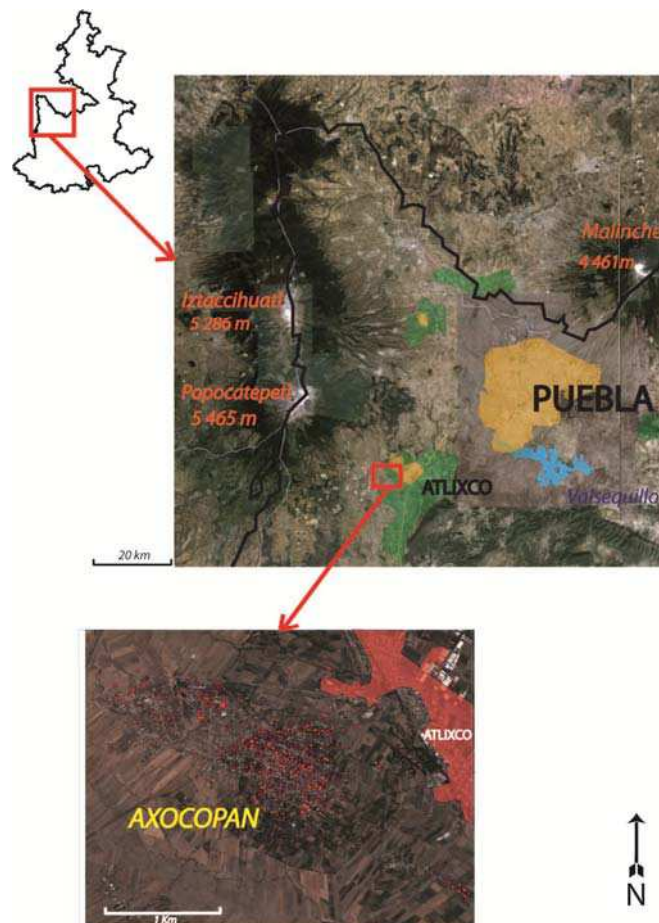 Malinche
4 461m
Iztaccihuatl
5 286 m
Popocatepetl
5 465 m
PUEBLA
ATLIXCO
Valsequillo
20 km
ATLIXCO
AXOCOPAN
1 Km
N